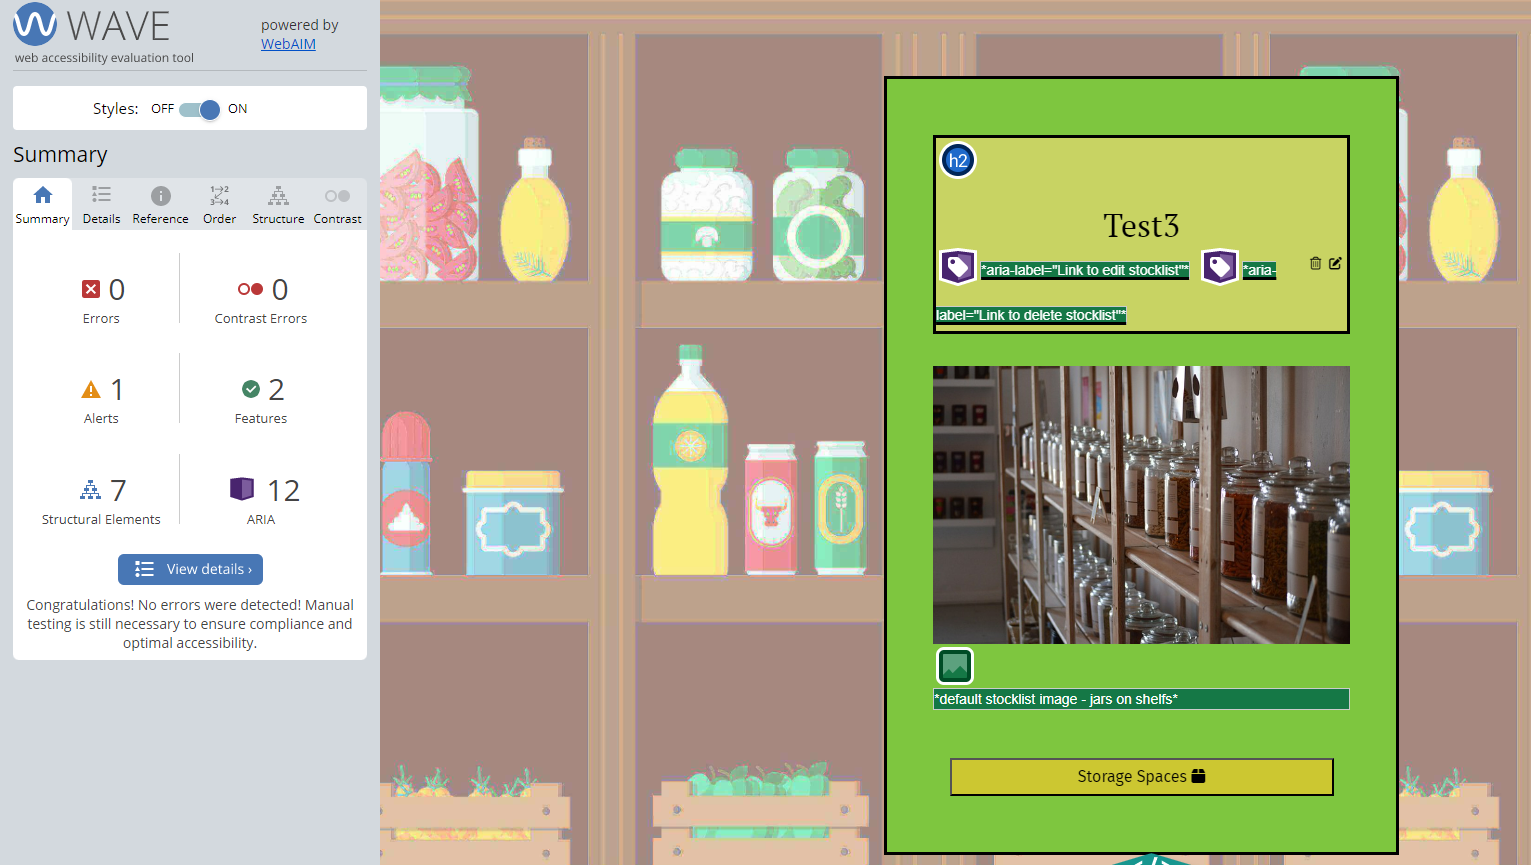 WAVE
powered by
WebAIM
web accessibility evaluation tool
Styles: OFF ON
Summary
Summary Details Reference Order Structure Contrast
0 0
Errors Contrast Errors
1 2
Alerts Features
7 12
Structural Elements ARIA
View details ›
Congratulations! No errors were detected! Manual
testing is still necessary to ensure compliance and
optimal accessibility.
h2
Test3
*aria-label="Link to edit stocklist"* *aria-
label="Link to delete stocklist"*
*default stocklist image - jars on shelfs*
Storage Spaces